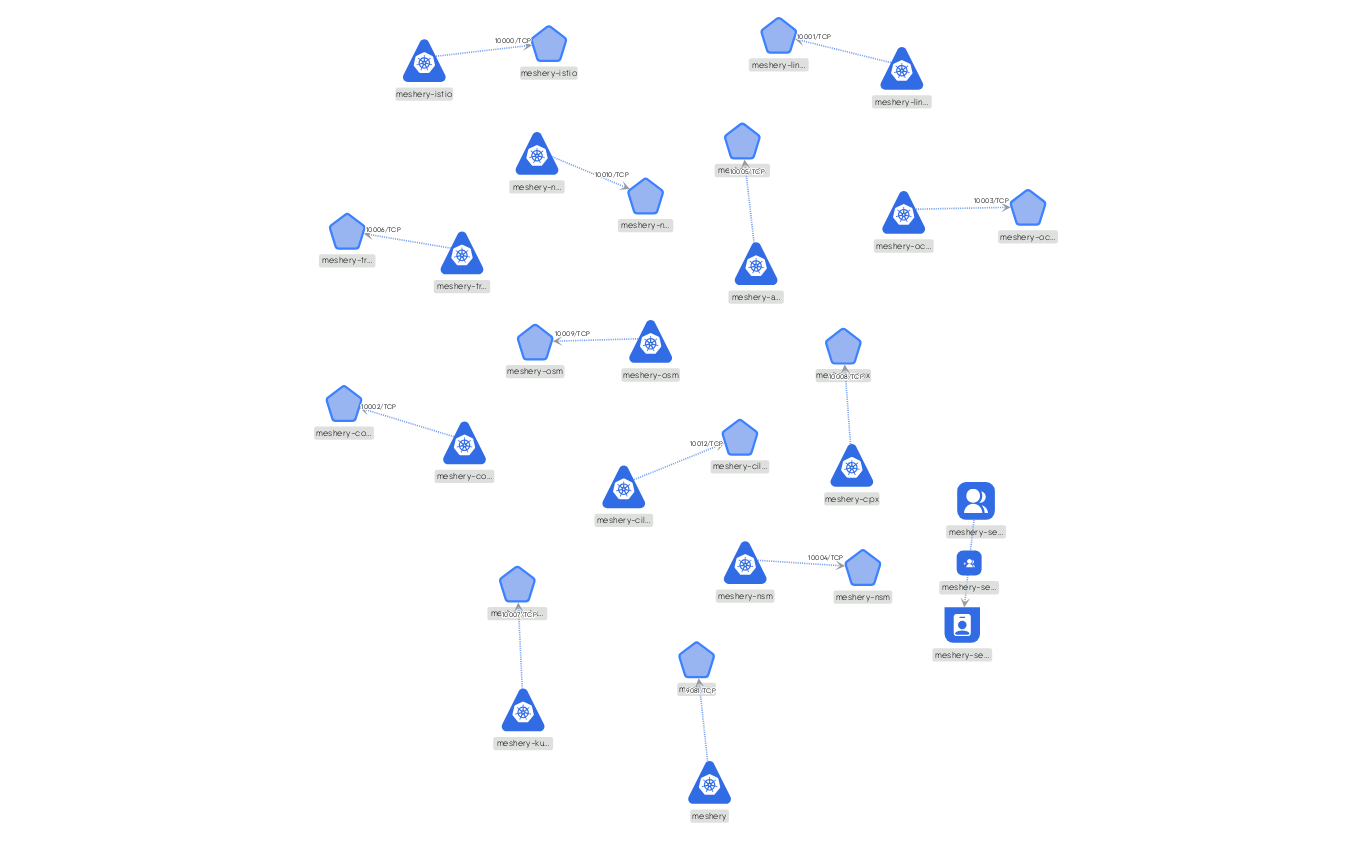 10000/TCP
meshery-istio
meshery-istio
10001/TCP
meshery-lin...
meshery-lin...
10010/TCP
meshery-n...
meshery-n...
10005/TCP
meshery-a...
10003/TCP
meshery-oc...
meshery-oc...
10006/TCP
meshery-tr...
meshery-tr...
10009/TCP
meshery-osm
meshery-osm
10008/TCP
meshery-cpx
10002/TCP
meshery-co...
meshery-co...
10012/TCP
meshery-cil...
meshery-cil...
meshery-se...
meshery-se...
meshery-se...
10004/TCP
meshery-nsm
meshery-nsm
10007/TCP
meshery-ku...
9081/TCP
meshery